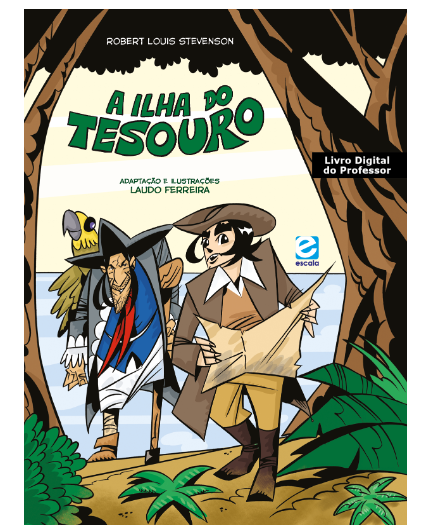 ROBERT LOUIS STEVENSON
A ILHA DO
TESOURO
Livro Digital
do Professor
ADAPTAÇÃO E ILUSTRAÇÕES
LAUDO FERREIRA
e
escala